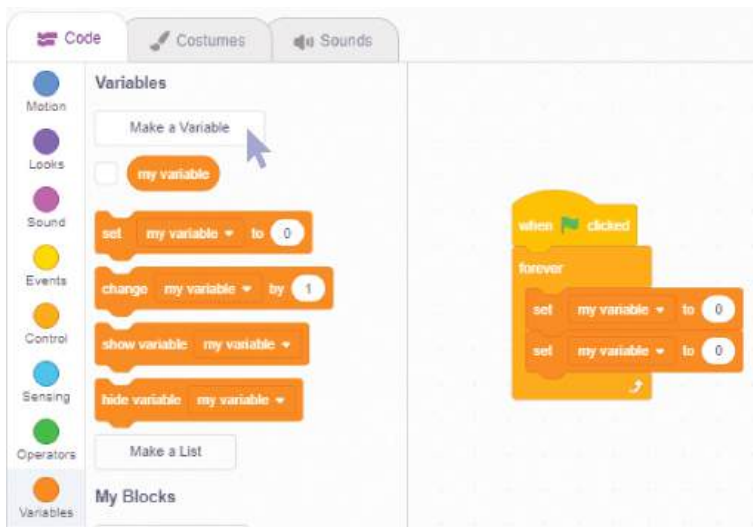 Code
Costumes
Sounds
Motion
Looks
Sound
Events
Control
Sensing
Operators
Variables
Variables
Make a Variable
my variable
set my variable to 0
change my variable by 1
show variable my variable
hide variable my variable
Make a List
My Blocks
when clicked
forever
set my variable to 0
set my variable to 0